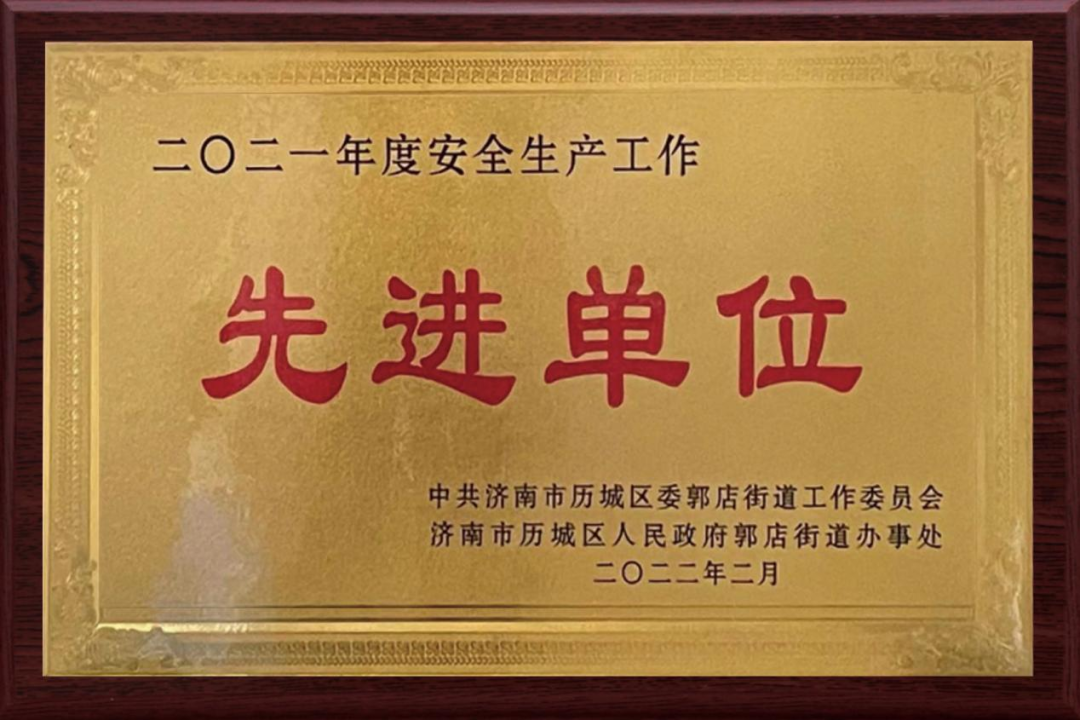 二〇二一年度安全生产工作
先进单位
中共济南市历城区委郭店街道工作委员会
济南市历城区人民政府郭店街道办事处
二〇二二年二月